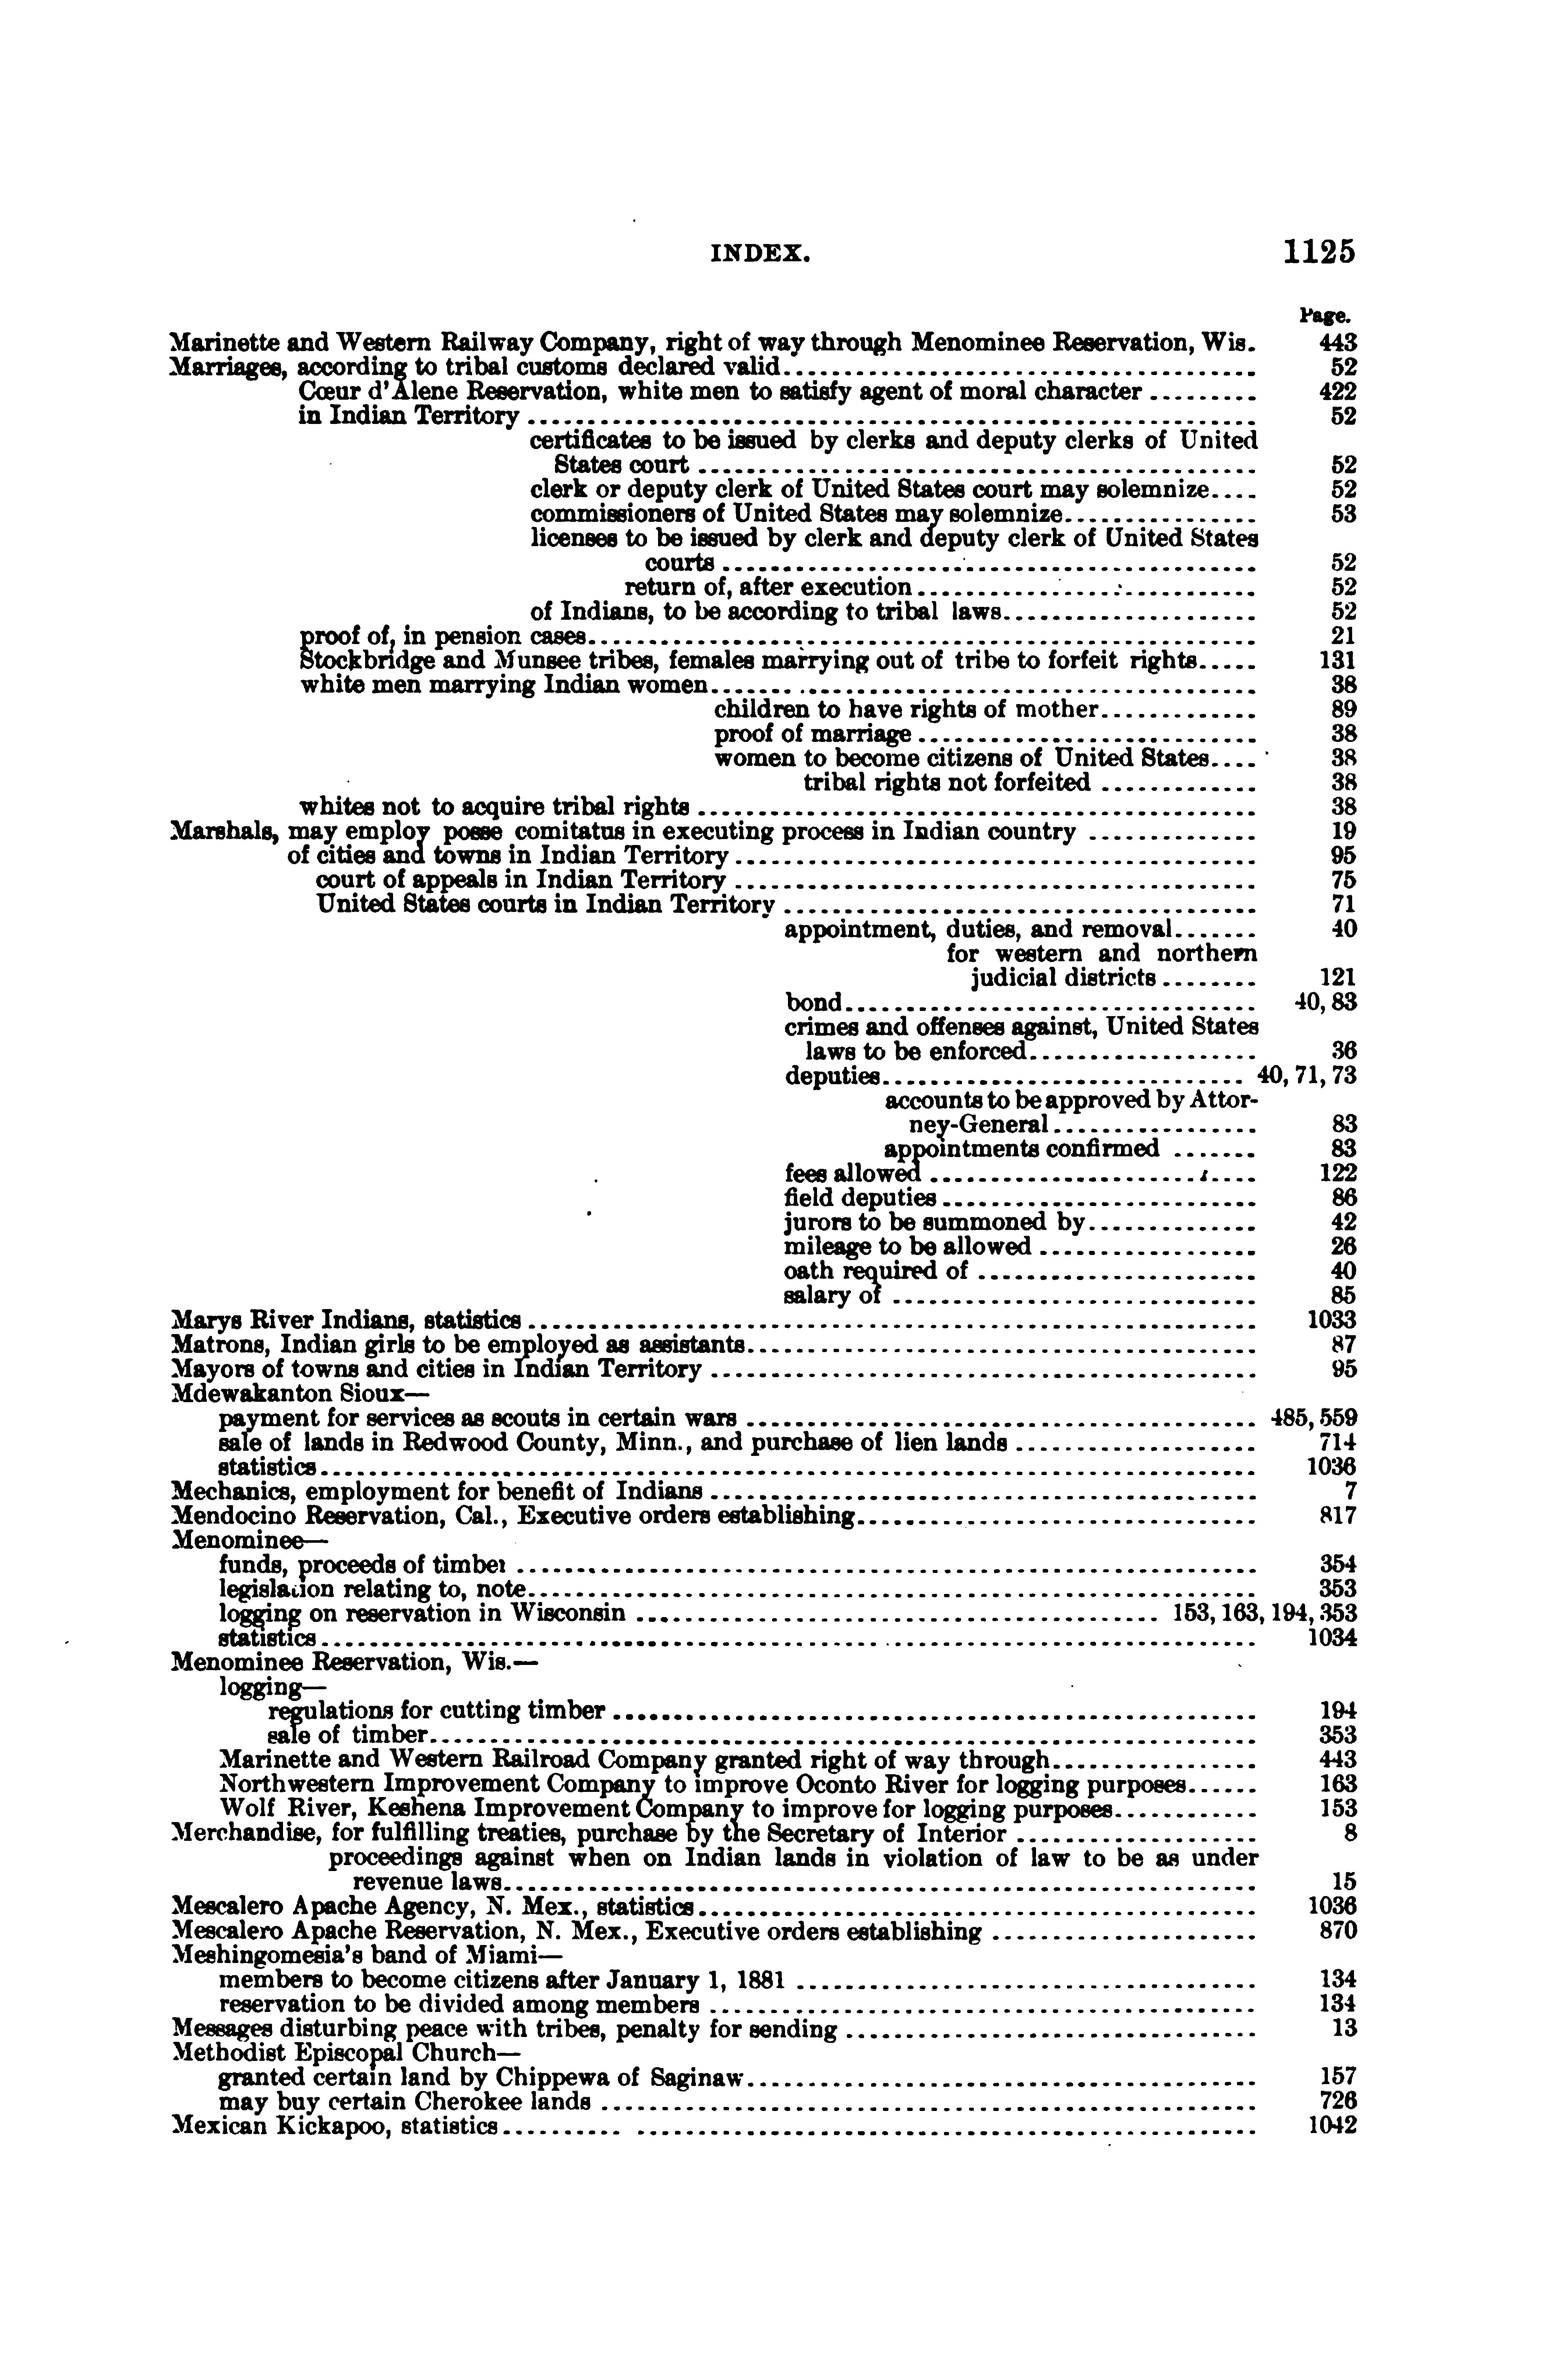 INDEX. 1125
Page.
Marinette and Western Railway Company, right of way through Menominee Reservation, Wis. 443
Marriages, according to tribal customs declared valid 52
Cœur d'Alene Reservation, white men to satisfy agent of moral character 422
in Indian Territory 52
certificates to be issued by clerks and deputy clerks of United
States court 52
clerk or deputy clerk of United States court may solemnize 52
commissioners of United States may solemnize 53
licenses to be issued by clerk and deputy clerk of United States
courts 52
return of, after execution 52
of Indians, to be according to tribal laws 52
proof of, in pension cases 21
Stockbridge and Munsee tribes, females marrying out of tribe to forfeit rights 131
white men marrying Indian women 38
children to have rights of mother 89
proof of marriage 38
women to become citizens of United States 38
tribal rights not forfeited 38
whites not to acquire tribal rights 38
Marshals, may employ posse comitatus in executing process in Indian country 19
of cities and towns in Indian Territory 95
court of appeals in Indian Territory 75
United States courts in Indian Territory 71
appointment, duties, and removal 40
for western and northern
judicial districts 121
bond 40, 83
crimes and offenses against, United States
laws to be enforced 36
deputies 40, 71, 73
accounts to be approved by Attor-
ney-General 83
appointments confirmed 83
fees allowed 122
field deputies 86
jurors to be summoned by 42
mileage to be allowed 26
oath required of 40
salary of 85
Marys River Indians, statistics 1033
Matrons, Indian girls to be employed as assistants 87
Mayors of towns and cities in Indian Territory 95
Mdewakanton Sioux—
payment for services as scouts in certain wars 485, 559
sale of lands in Redwood County, Minn., and purchase of lien lands 714
statistics 1036
Mechanics, employment for benefit of Indians 7
Mendocino Reservation, Cal., Executive orders establishing 817
Menominee—
funds, proceeds of timber 354
legislation relating to, note 353
logging on reservation in Wisconsin 153, 163, 194, 353
statistics 1034
Menominee Reservation, Wis.—
logging—
regulations for cutting timber 194
sale of timber 353
Marinette and Western Railroad Company granted right of way through 443
Northwestern Improvement Company to improve Oconto River for logging purposes 163
Wolf River, Keshena Improvement Company to improve for logging purposes 153
Merchandise, for fulfilling treaties, purchase by the Secretary of Interior 8
proceedings against when on Indian lands in violation of law to be as under
revenue laws 15
Mescalero Apache Agency, N. Mex., statistics 1036
Mescalero Apache Reservation, N. Mex., Executive orders establishing 870
Meshingomesia's band of Miami—
members to become citizens after January 1, 1881 134
reservation to be divided among members 134
Messages disturbing peace with tribes, penalty for sending 13
Methodist Episcopal Church—
granted certain land by Chippewa of Saginaw 157
may buy certain Cherokee lands 726
Mexican Kickapoo, statistics 1042